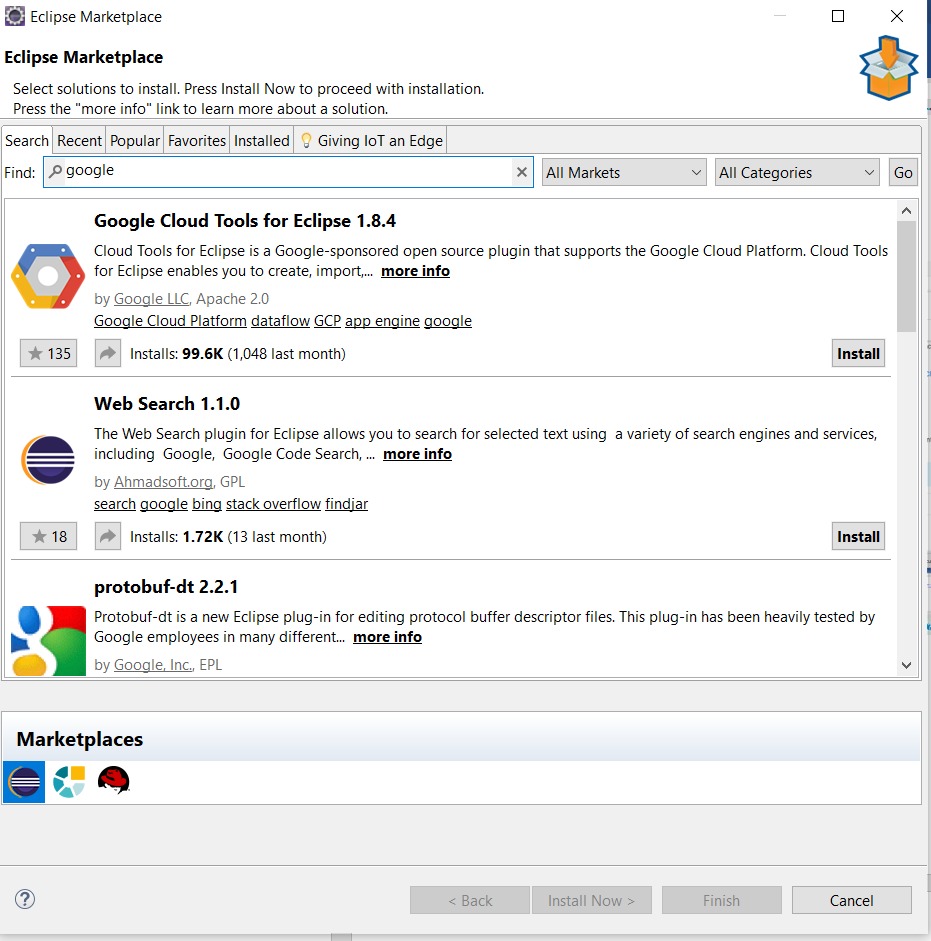 Eclipse Marketplace
Eclipse Marketplace
Select solutions to install. Press Install Now to proceed with installation.
Press the "more info" link to learn more about a solution.
Search Recent Popular Favorites Installed Giving IoT an Edge
Find: google All Markets All Categories Go
Google Cloud Tools for Eclipse 1.8.4
Cloud Tools for Eclipse is a Google-sponsored open source plugin that supports the Google Cloud Platform. Cloud Tools
for Eclipse enables you to create, import,... more info
by Google LLC, Apache 2.0
Google Cloud Platform dataflow GCP app engine google
135 Installs: 99.6K (1,048 last month) Install
Web Search 1.1.0
The Web Search plugin for Eclipse allows you to search for selected text using  a variety of search engines and services,
including  Google,  Google Code Search, ... more info
by Ahmadsoft.org, GPL
search google bing stack overflow findjar
18 Installs: 1.72K (13 last month) Install
protobuf-dt 2.2.1
Protobuf-dt is a new Eclipse plug-in for editing protocol buffer descriptor files. This plug-in has been heavily tested by
Google employees in many different... more info
by Google, Inc., EPL
Marketplaces
? < Back Install Now > Finish Cancel